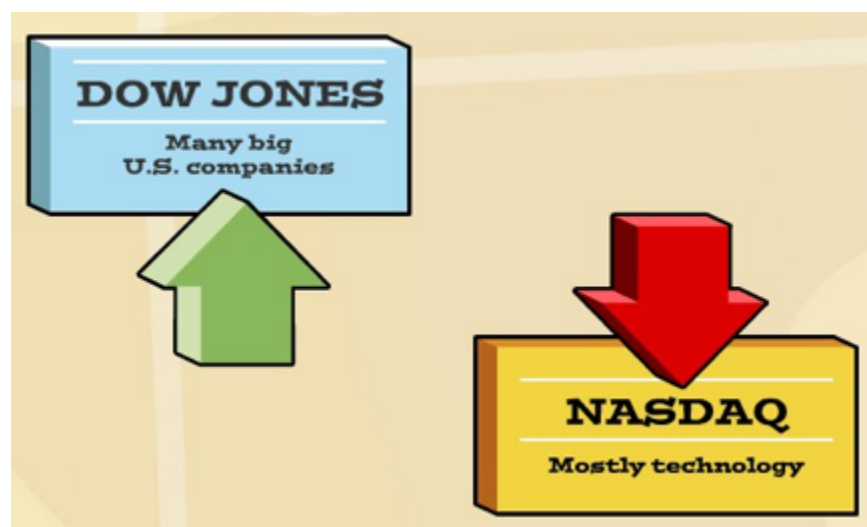 DOW JONES
Many big
U.S. companies
NASDAQ
Mostly technology